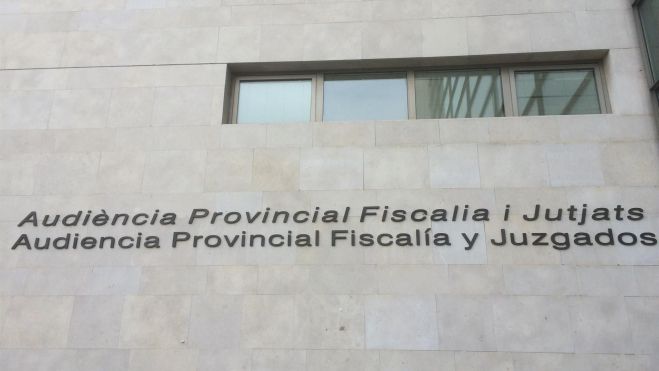 Audiència Provincial Fiscalia i Jutjats
Audiencia Provincial Fiscalía y Juzgados